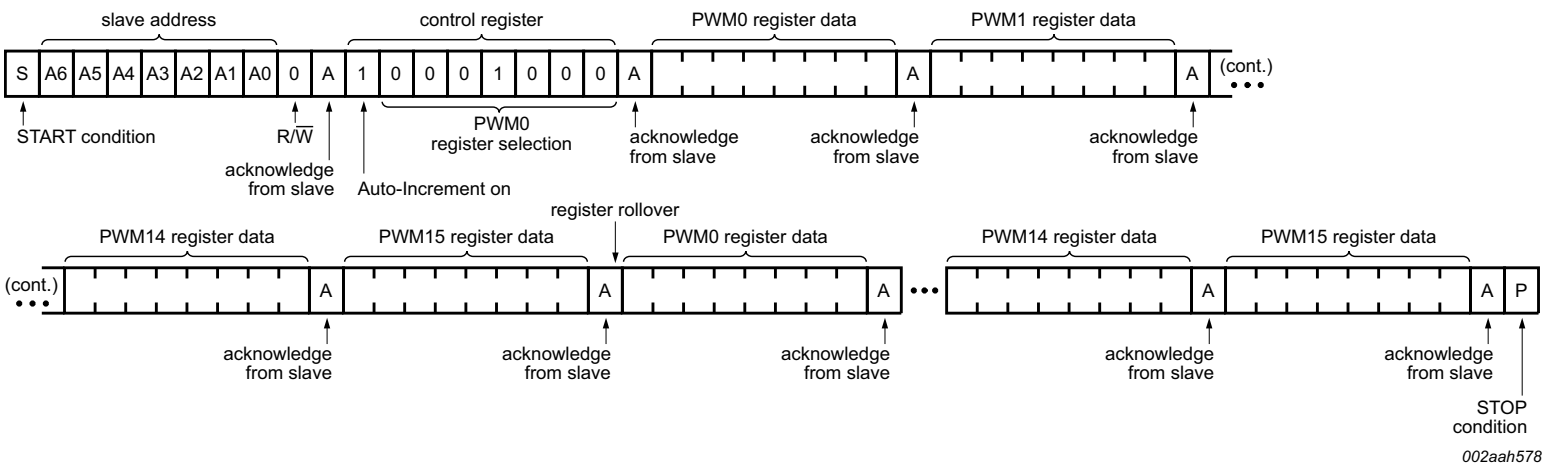 slave address control register PWM0 register data PWM1 register data
S A6 A5 A4 A3 A2 A1 A0 0 A 1 0 0 0 1 0 0 0 A A A (cont.)
START condition R/W̅ PWM0
register selection
acknowledge
from slave
acknowledge
from slave
acknowledge
from slave
acknowledge
from slave
Auto-Increment on
register rollover
PWM14 register data PWM15 register data PWM0 register data PWM14 register data PWM15 register data
(cont.) A A A A A P
acknowledge
from slave
acknowledge
from slave
acknowledge
from slave
acknowledge
from slave
acknowledge
from slave
STOP
condition
002aah578